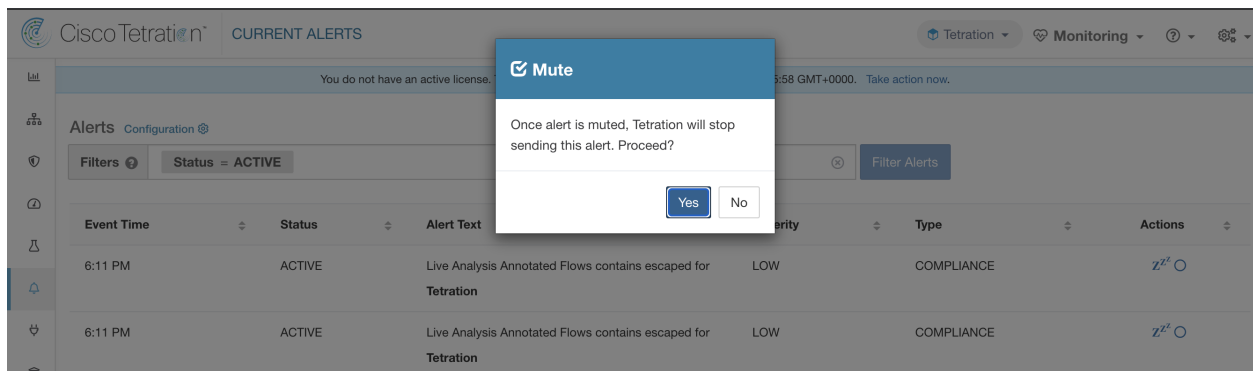 Cisco Tetration™ CURRENT ALERTS
Tetration
Monitoring
You do not have an active license.
5:58 GMT+0000. Take action now.
Mute
Once alert is muted, Tetration will stop
sending this alert. Proceed?
Yes No
Alerts Configuration
Filters Status = ACTIVE
Filter Alerts
Event Time Status Alert Text erity Type Actions
6:11 PM ACTIVE Live Analysis Annotated Flows contains escaped for LOW COMPLIANCE zzz
Tetration
6:11 PM ACTIVE Live Analysis Annotated Flows contains escaped for LOW COMPLIANCE zzz
Tetration